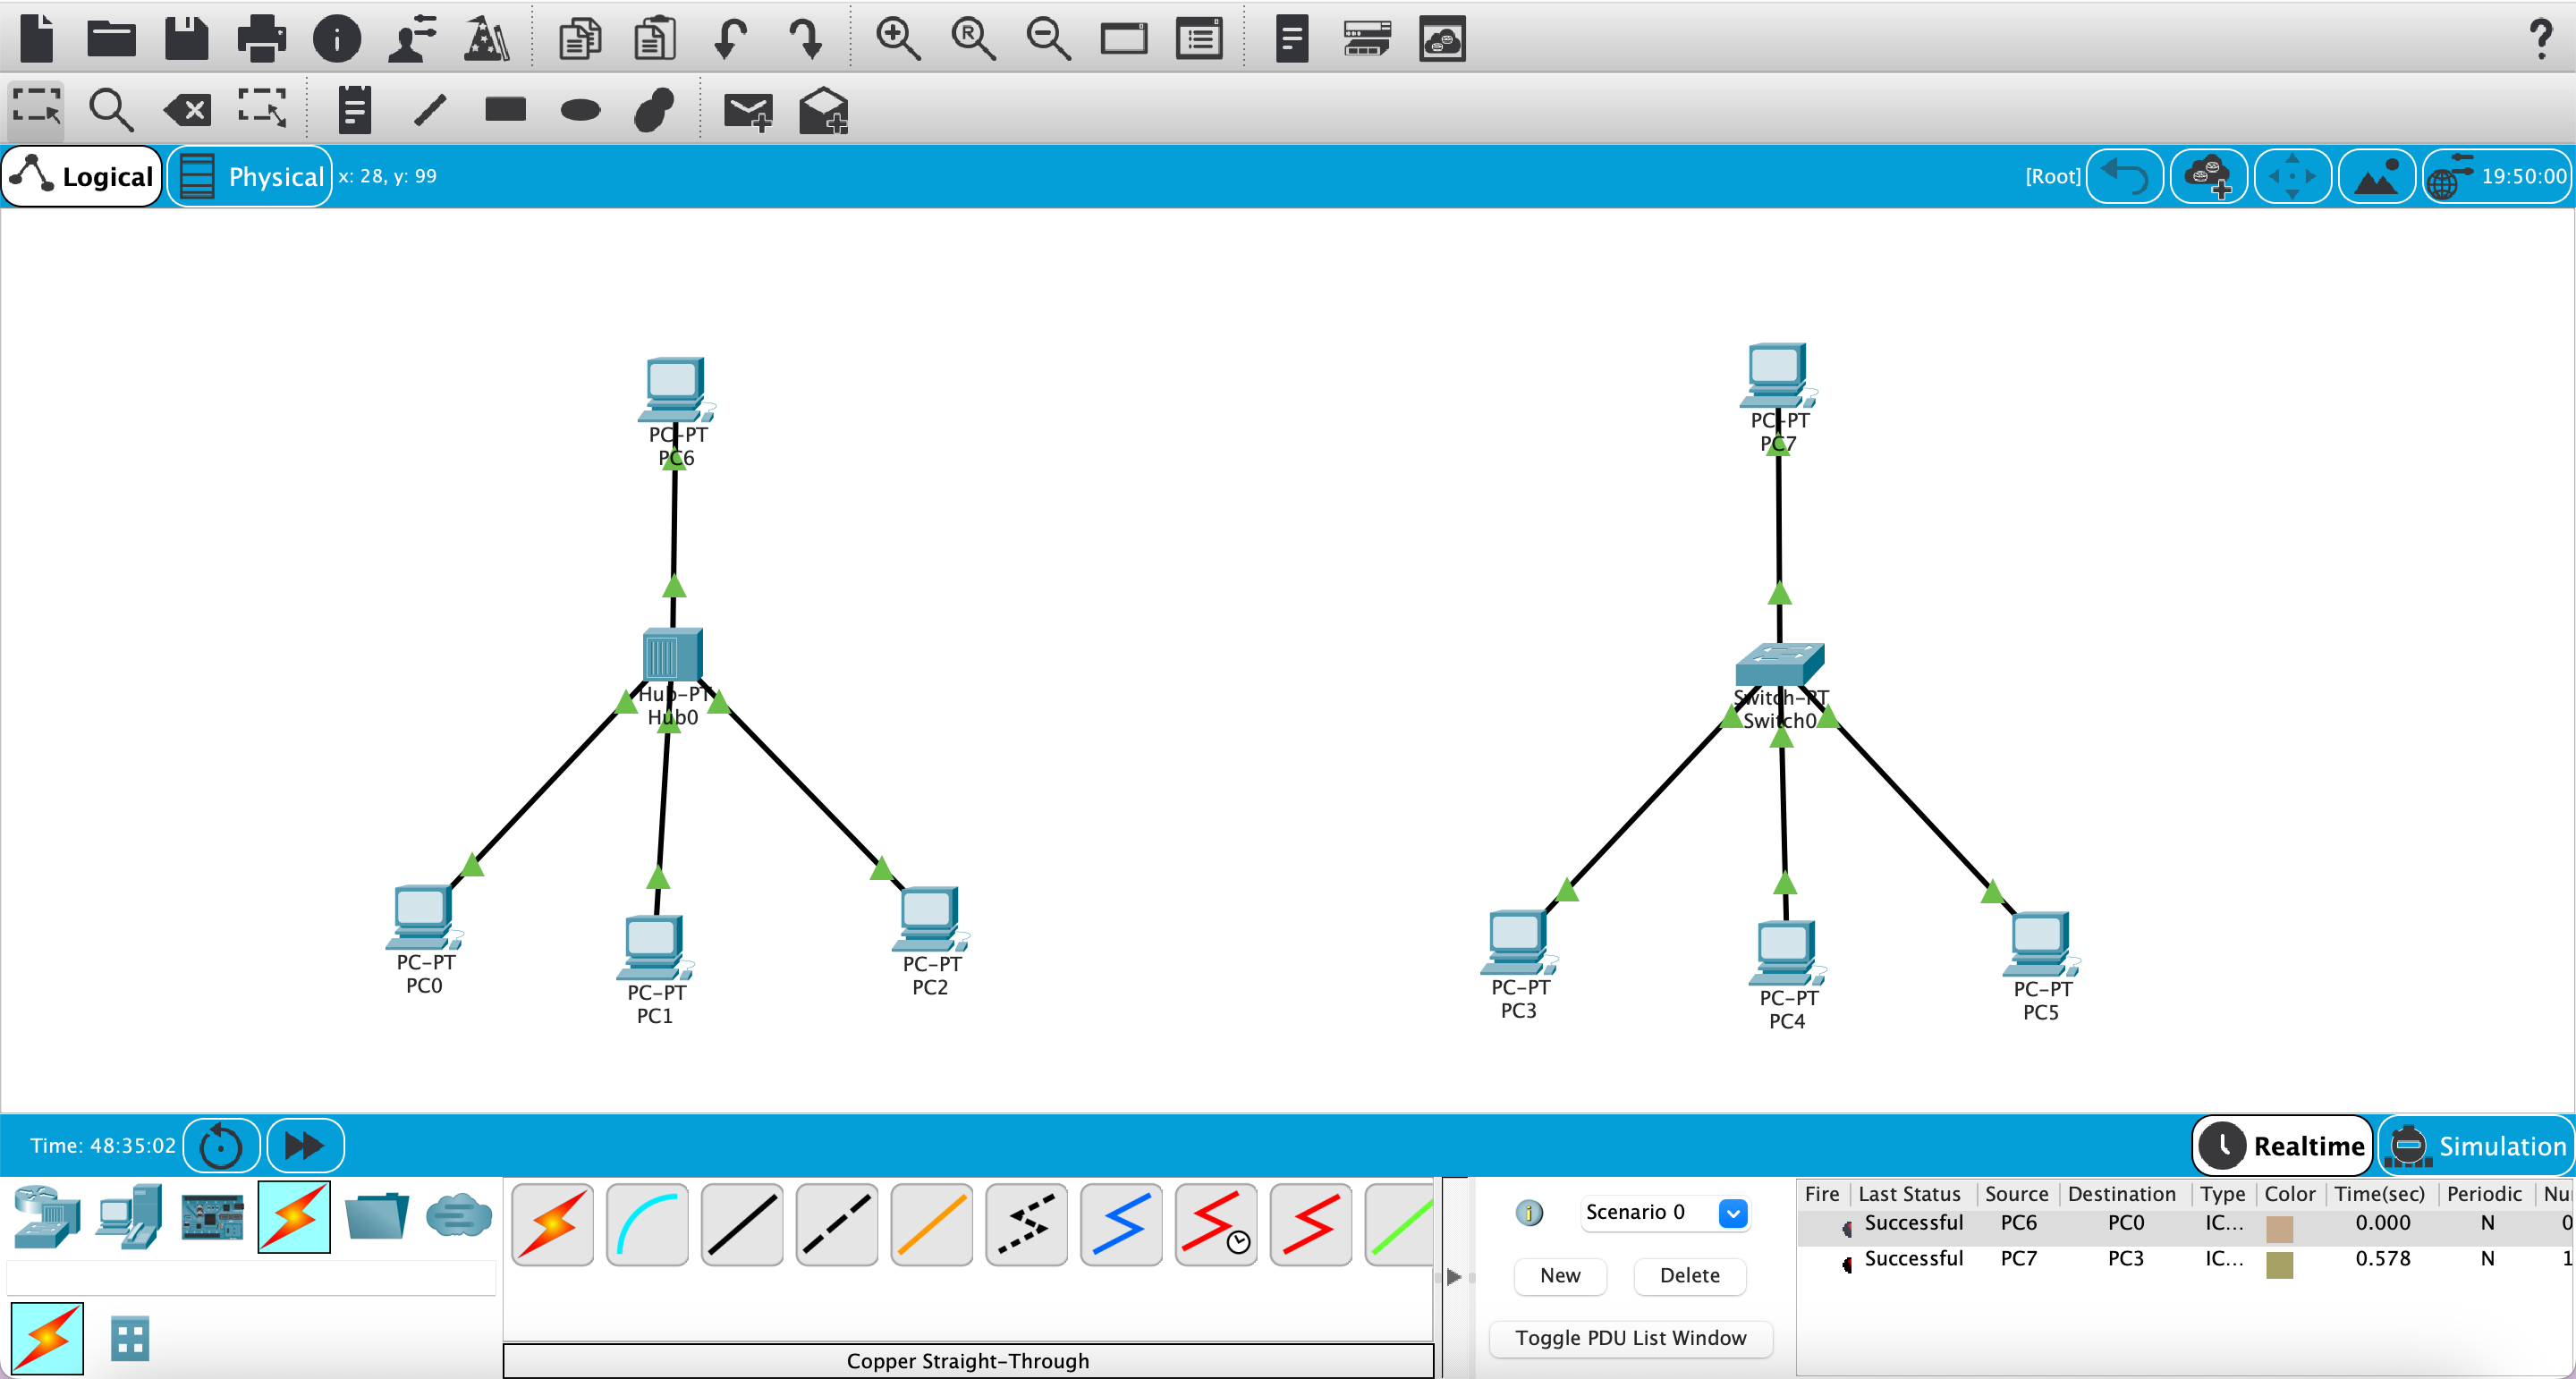 Logical
Physical
x: 28, y: 99
[Root]
19:50:00
PC-PT
PC6
PC-PT
PC7
Hub-PT
Hub0
Switch-PT
Switch0
PC-PT
PC0
PC-PT
PC1
PC-PT
PC2
PC-PT
PC3
PC-PT
PC4
PC-PT
PC5
Time: 48:35:02
Realtime
Simulation
Scenario 0
New
Delete
Toggle PDU List Window
Copper Straight-Through
Fire Last Status Source Destination Type Color Time(sec) Periodic
Successful PC6 PC0 IC... 0.000 N 0
Successful PC7 PC3 IC... 0.578 N 1